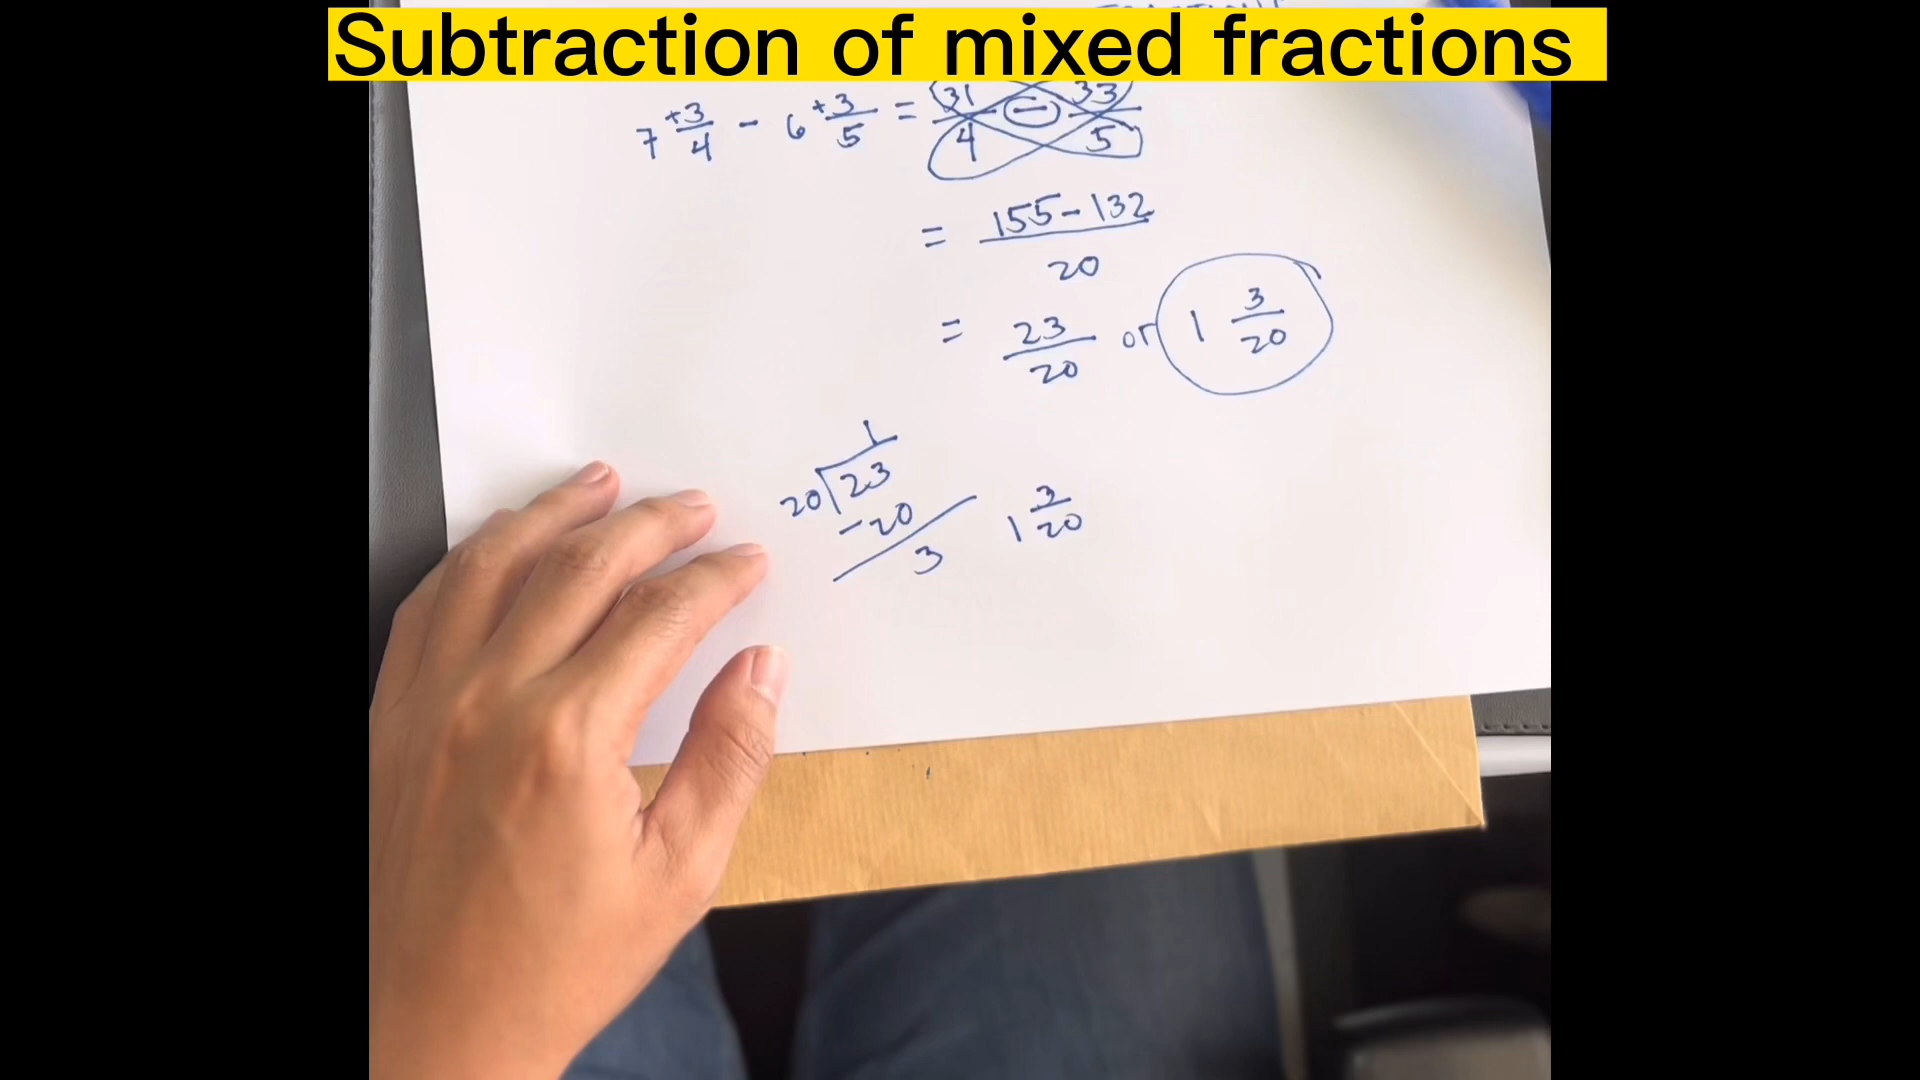 Subtraction of mixed fractions
7 +3/4 - 6 +3/5 = 31/4 - 33/5
= 155-132/20
= 23/20 or 1 3/20
1
20 23
-20 1 3/20
3